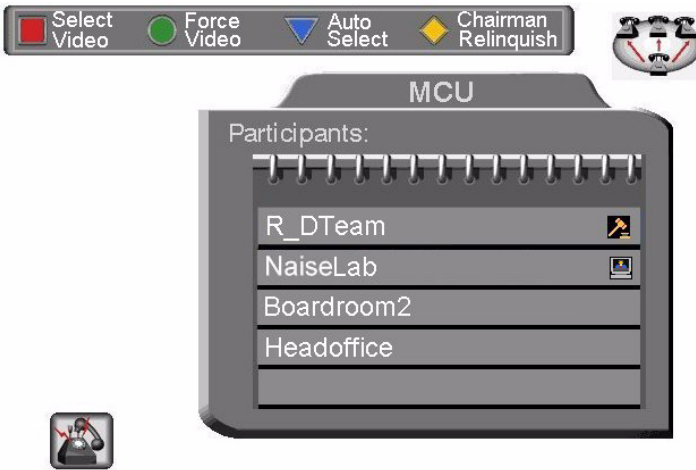 Select
Video
Force
Video
Auto
Select
Chairman
Relinquish
MCU
Participants:
R_DTeam
NaiseLab
Boardroom2
Headoffice